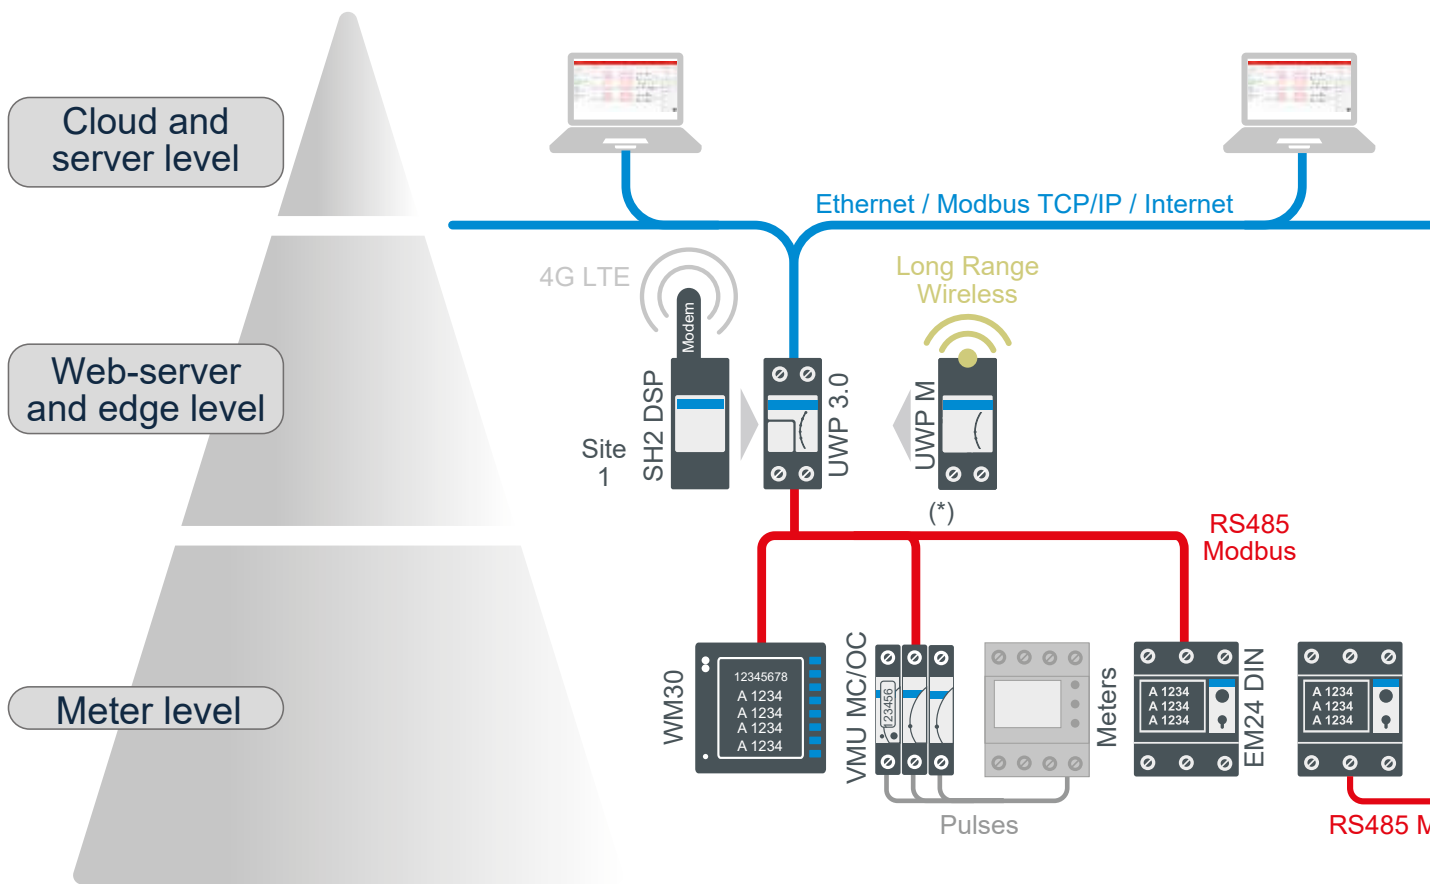 Cloud and
server level
Ethernet / Modbus TCP/IP / Internet
4G LTE
Long Range
Wireless
Modem
Web-server
and edge level
Site
1
SH2 DSP
UWP 3.0
UWP M
(*)
RS485
Modbus
Meter level
WM30
12345678
A 1234
A 1234
A 1234
A 1234
VMU MC/OC
123456
Meters
A 1234
A 1234
A 1234
EM24 DIN
A 1234
A 1234
A 1234
Pulses
RS485 M